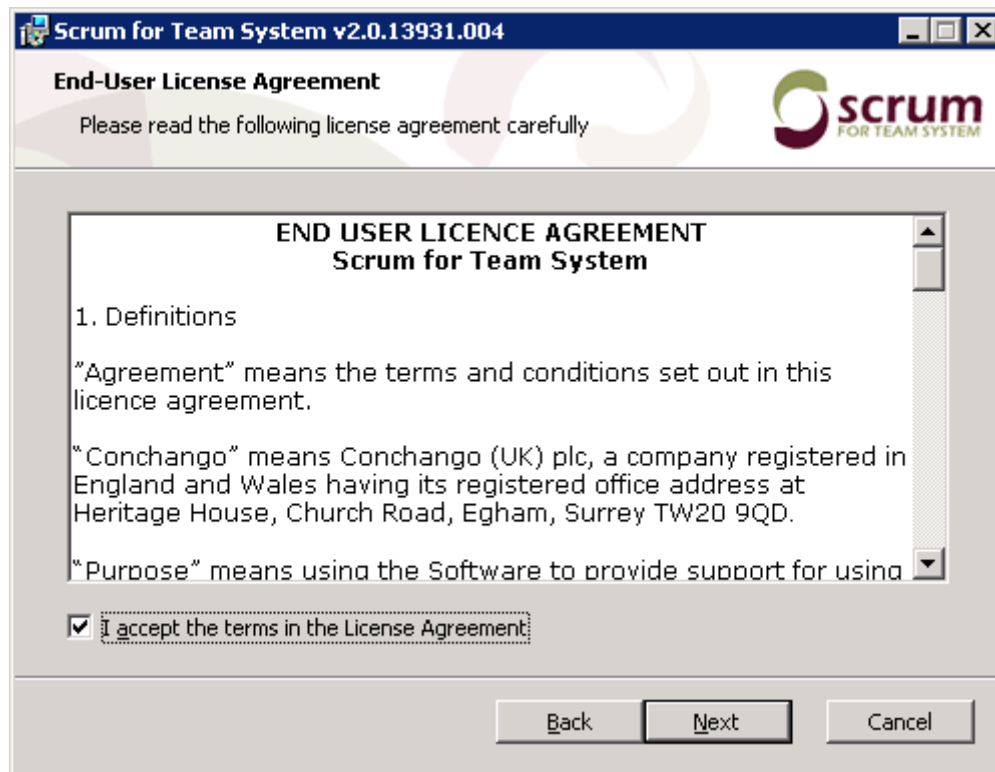 Scrum for Team System v2.0.13931.004
End-User License Agreement
Please read the following license agreement carefully
scrum
FOR TEAM SYSTEM
END USER LICENCE AGREEMENT
Scrum for Team System
1. Definitions
"Agreement" means the terms and conditions set out in this
licence agreement.
"Conchango" means Conchango (UK) plc, a company registered in
England and Wales having its registered office address at
Heritage House, Church Road, Egham, Surrey TW20 9QD.
"Purpose" means using the Software to provide support for using
I accept the terms in the License Agreement
Back
Next
Cancel